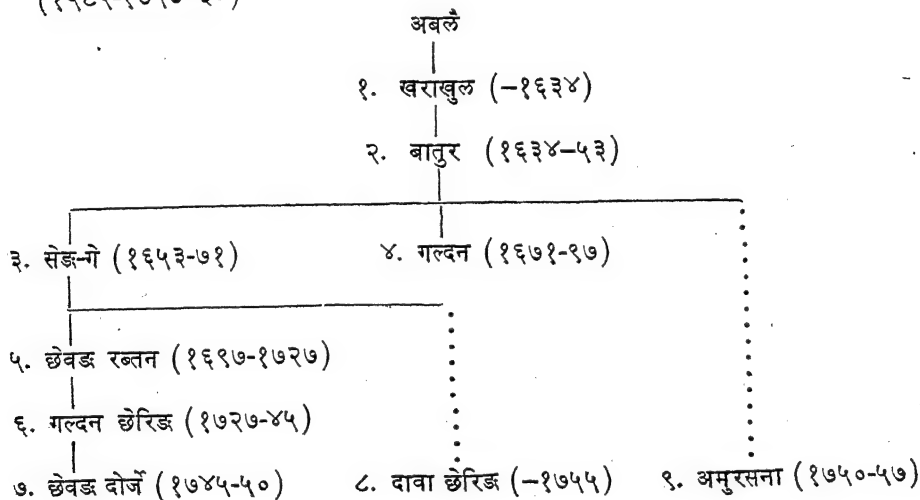 अबलै
१. खराखुल (–१६३४)
२. बातुर (१६३४–५३)
३. सेङ-गे (१६५३-७१) ४. गल्दन (१६७१-९७)
५. छेवङ रब्तन (१६९७-१७२७)
६. गल्दन छेरिङ (१७२७-४५)
७. छेवङ दोर्जे (१७४५-५०) ८. दावा छेरिङ (–१७५५) ९. अमुरसना (१७५०-५७)